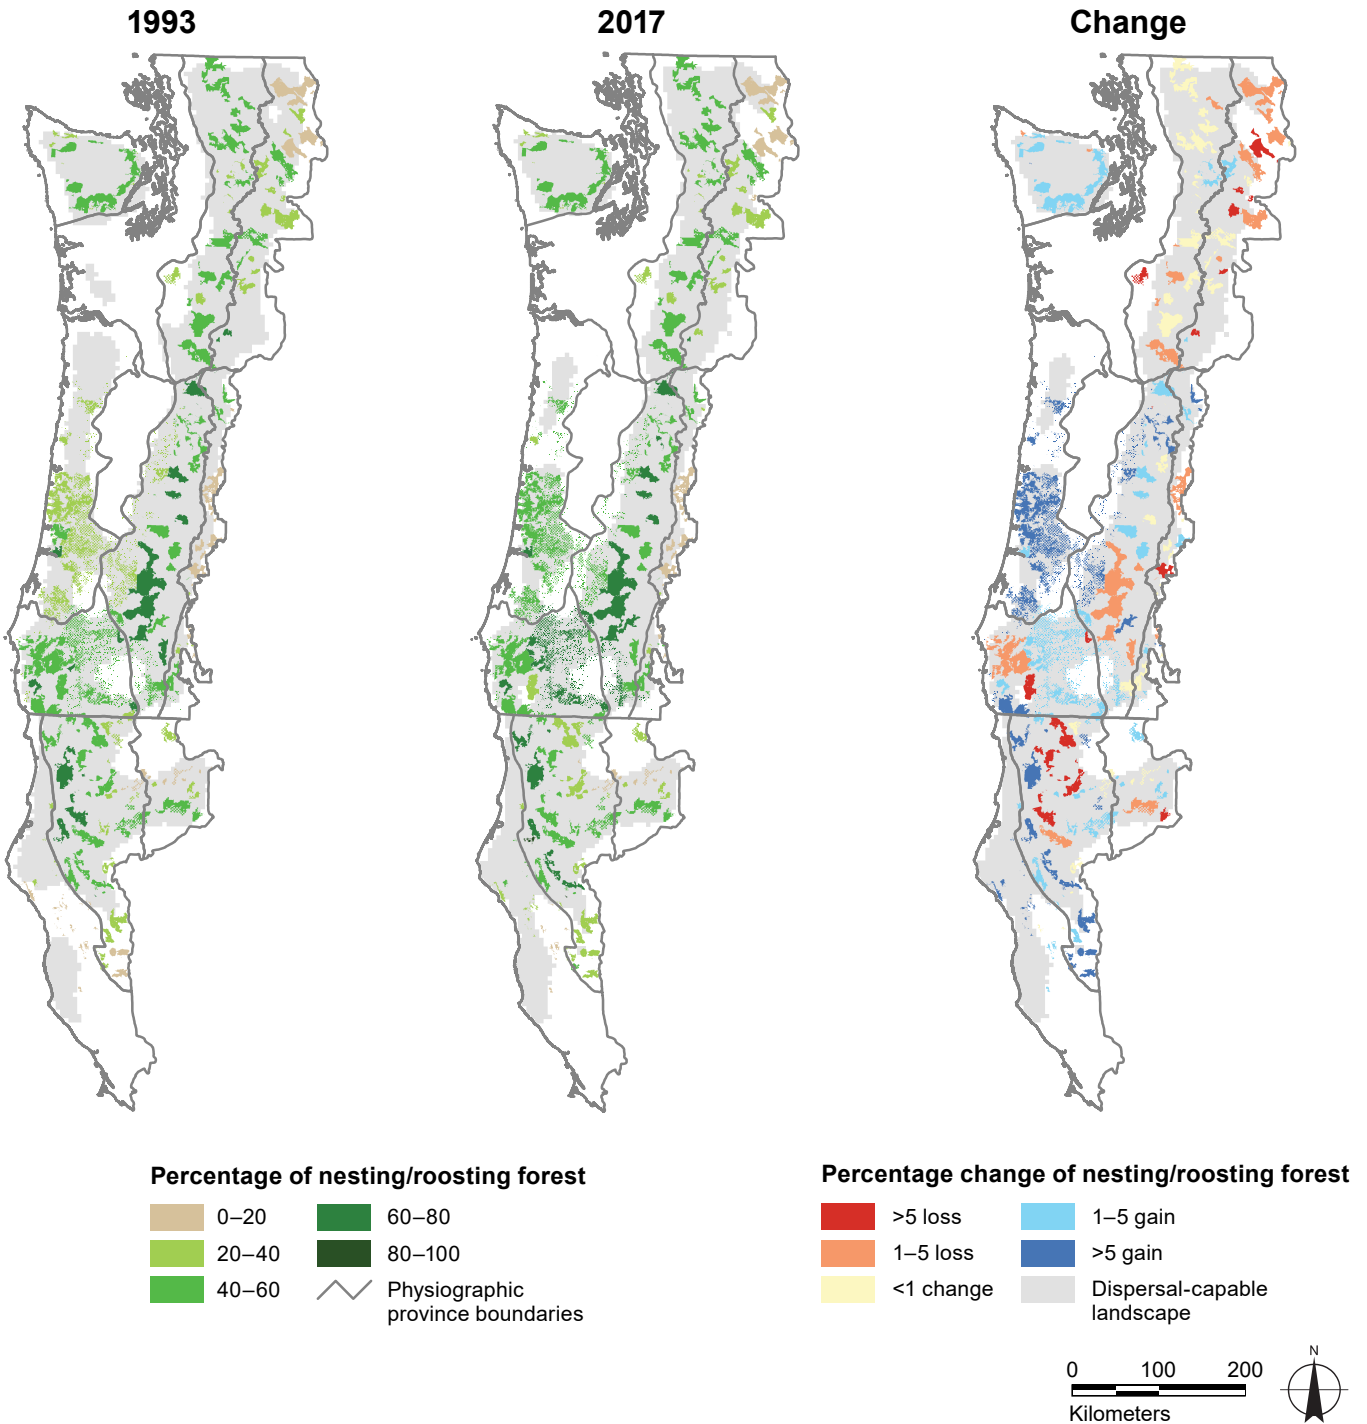 1993
2017
Change
Percentage of nesting/roosting forest
0–20
20–40
40–60
60–80
80–100
Physiographic
province boundaries
Percentage change of nesting/roosting forest
>5 loss
1–5 loss
<1 change
1–5 gain
>5 gain
Dispersal-capable
landscape
0 100 200
Kilometers
N